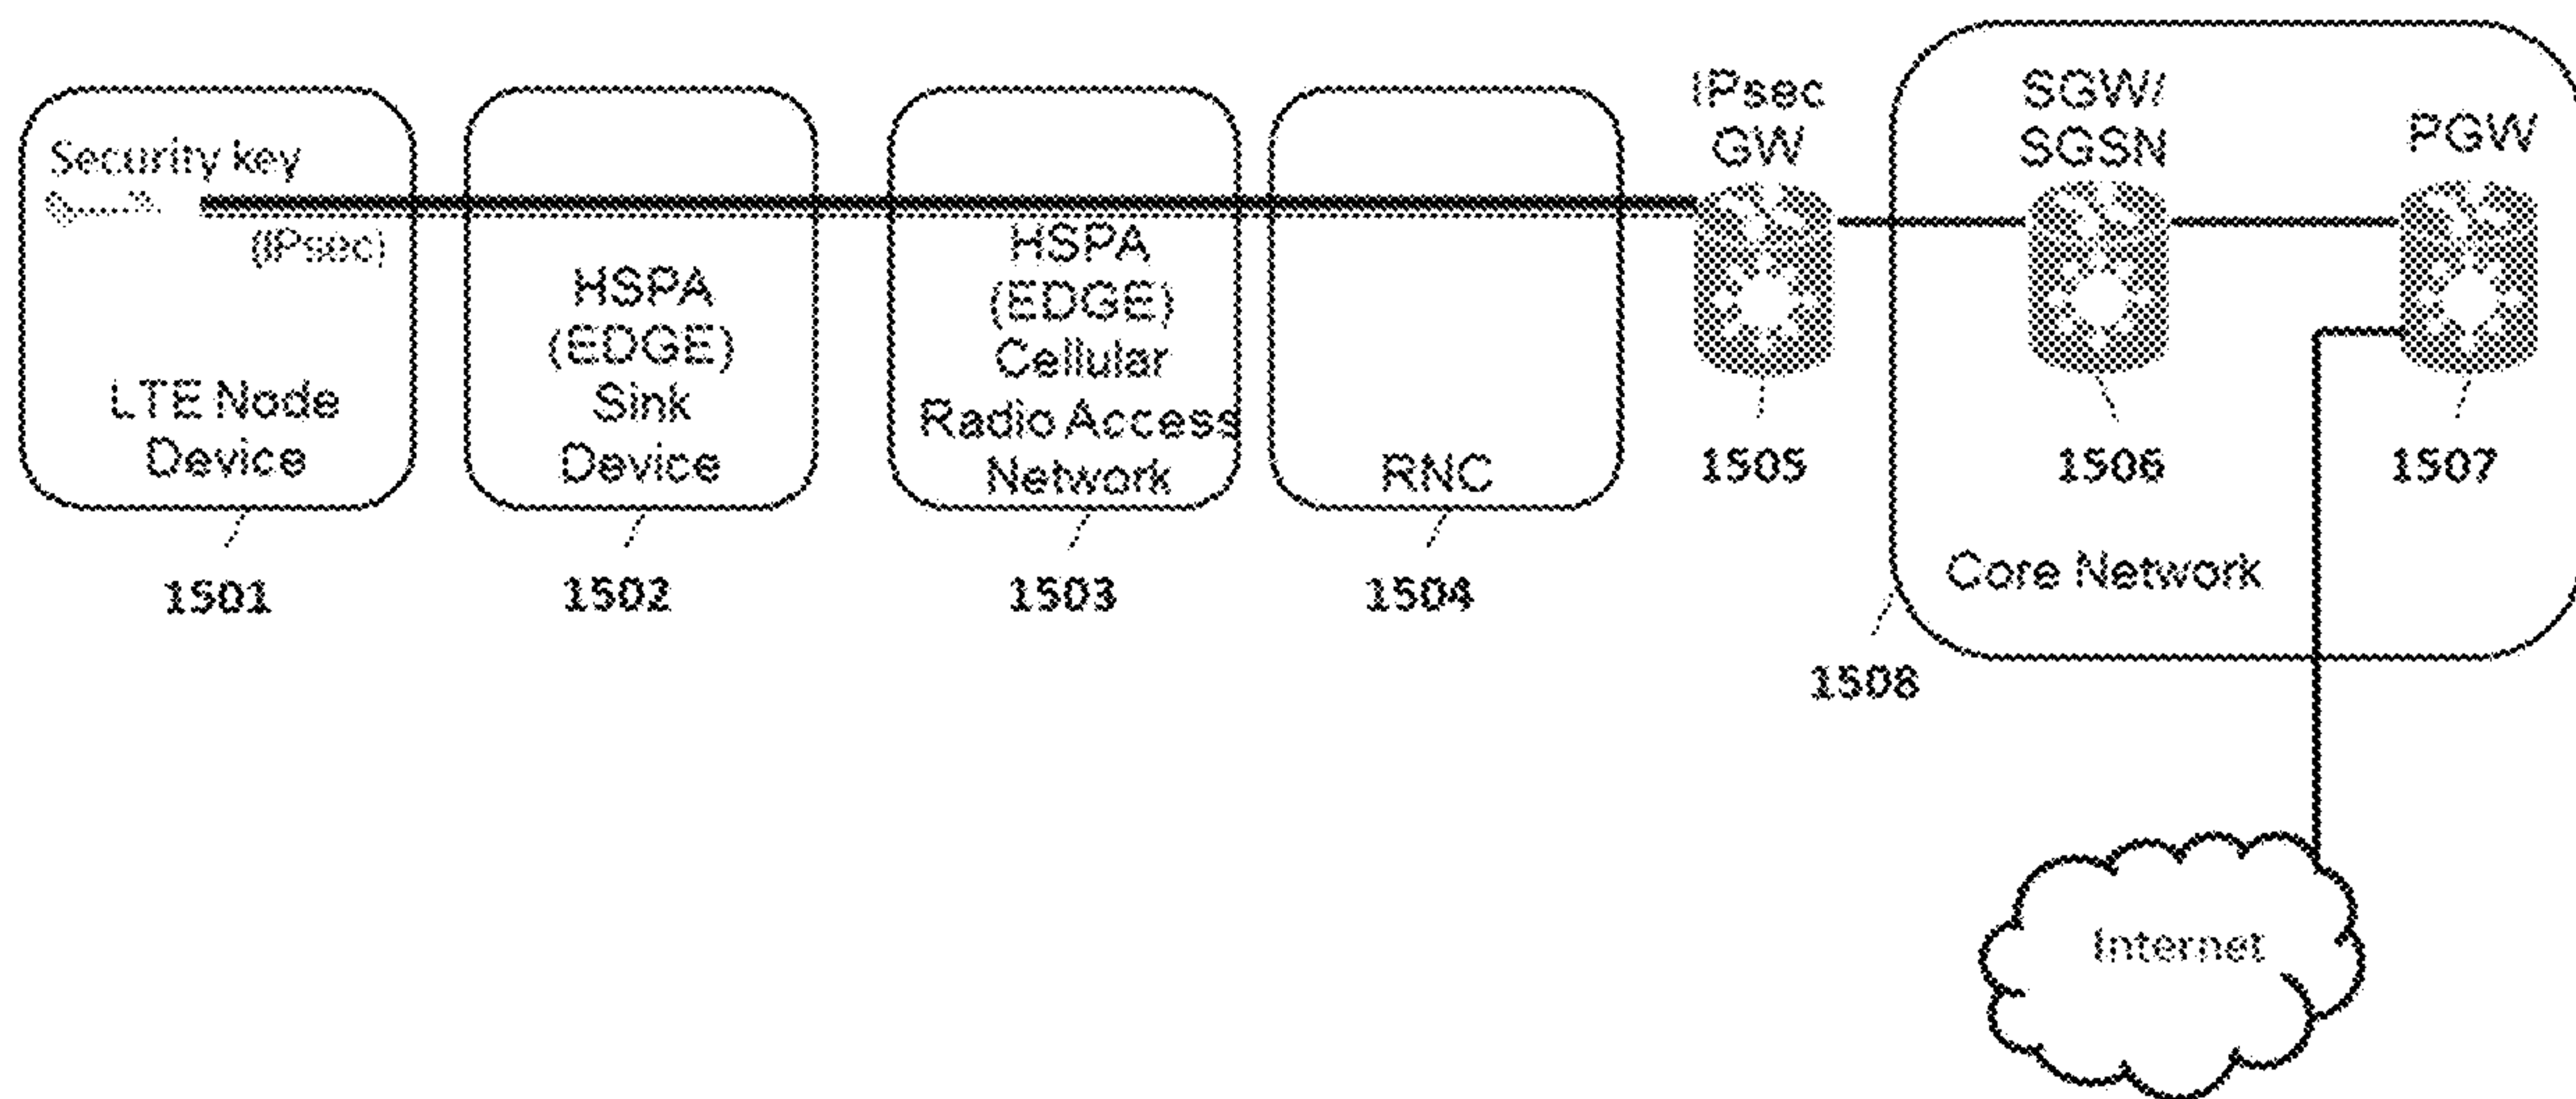 Security key
(IPsec)
LTE Node
Device
1501
HSPA
(EDGE)
Sink
Device
1502
HSPA
(EDGE)
Cellular
Radio Access
Network
1503
RNC
1504
IPsec
GW
1505
SGW/
SGSN
1506
PGW
1507
Core Network
1508
Internet